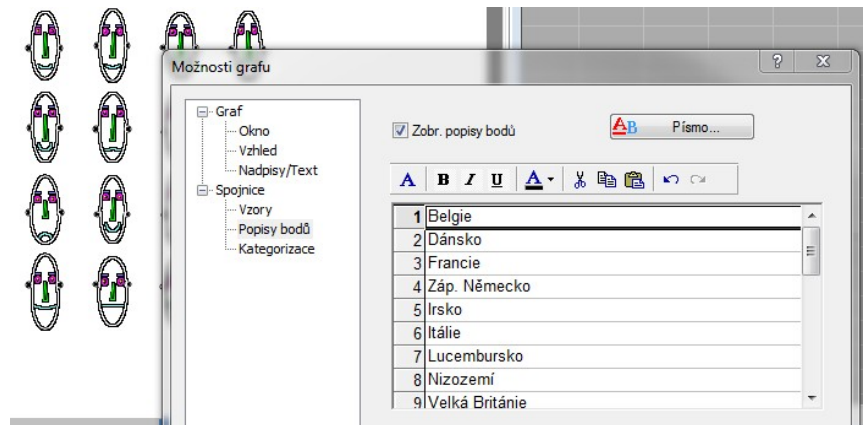 Možnosti grafu
Graf
Okno
Vzhled
Nadpisy/Text
Spojnice
Vzory
Popisy bodů
Kategorizace
Zobr. popisy bodů
AB Písmo...
A B I U A
1 Belgie
2 Dánsko
3 Francie
4 Záp. Německo
5 Irsko
6 Itálie
7 Lucembursko
8 Nizozemí
9 Velká Británie